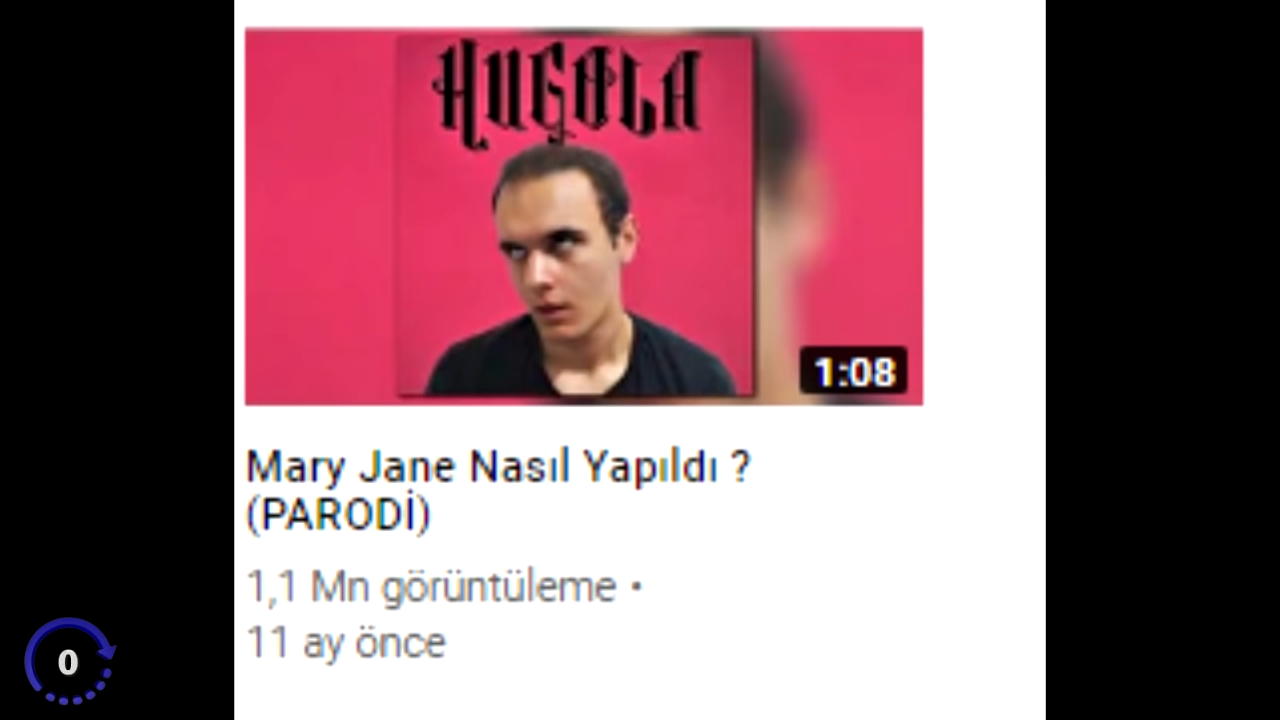 HUGOLA
1:08
Mary Jane Nasıl Yapıldı ?
(PARODİ)
1,1 Mn görüntüleme •
11 ay önce
0